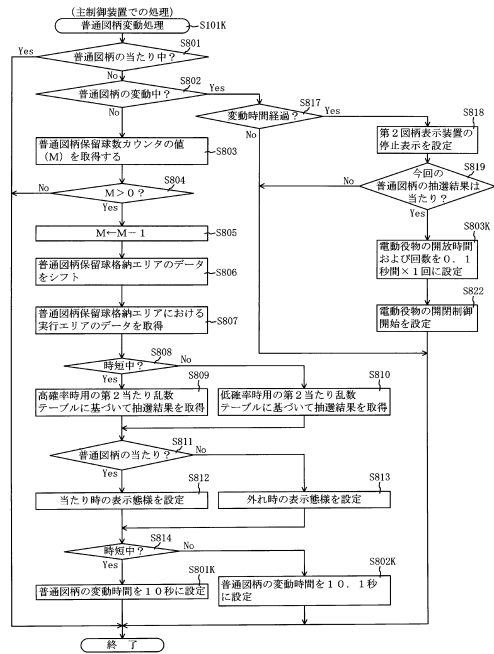 (主制御装置での処理)
普通図柄変動処理
S101K
S801
Yes
普通図柄の当たり中?
No
S802
普通図柄の変動中?
Yes
No
S817
変動時間経過?
Yes
No
S818
第2図柄表示装置の
停止表示を設定
S819
今回の
普通図柄の抽選結果は
当たり?
No
Yes
S803K
電動役物の開放時間
および回数を0.1
秒間×1回に設定
S822
電動役物の開閉制御
開始を設定
普通図柄保留球数カウンタの値
(M)を取得する
S803
S804
M>0?
No
Yes
M←M-1
S805
普通図柄保留球格納エリアのデータ
をシフト
S806
普通図柄保留球格納エリアにおける
実行エリアのデータを取得
S807
S808
時短中?
No
Yes
S809
高確率時用の第2当たり乱数
テーブルに基づいて抽選結果を取得
S810
低確率時用の第2当たり乱数
テーブルに基づいて抽選結果を取得
S811
普通図柄の当たり?
No
Yes
S812
当たり時の表示態様を設定
S813
外れ時の表示態様を設定
S814
時短中?
No
Yes
S801K
普通図柄の変動時間を10秒に設定
S802K
普通図柄の変動時間を10.1秒
に設定
終了